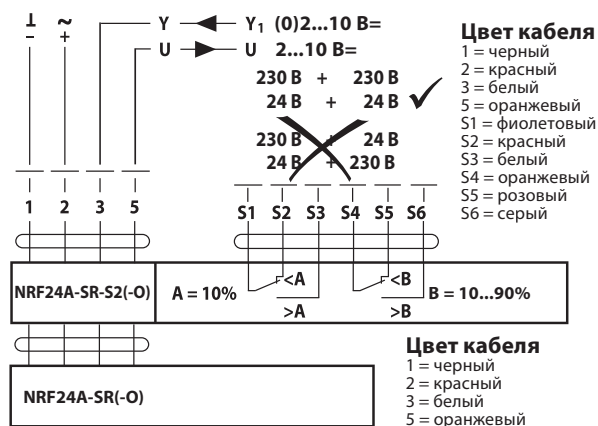 ⊥ ~ Y Y₁ (0)2...10 В=
– + U U 2...10 В=
230 В + 230 В
24 В + 24 В
230 В + 24 В
24 В + 230 В
1 2 3 5 S1 S2 S3 S4 S5 S6
Цвет кабеля
1 = черный
2 = красный
3 = белый
5 = оранжевый
S1 = фиолетовый
S2 = красный
S3 = белый
S4 = оранжевый
S5 = розовый
S6 = серый
NRF24A-SR-S2(-O) A = 10% <A >A <B >B B = 10...90%
NRF24A-SR(-O)
Цвет кабеля
1 = черный
2 = красный
3 = белый
5 = оранжевый